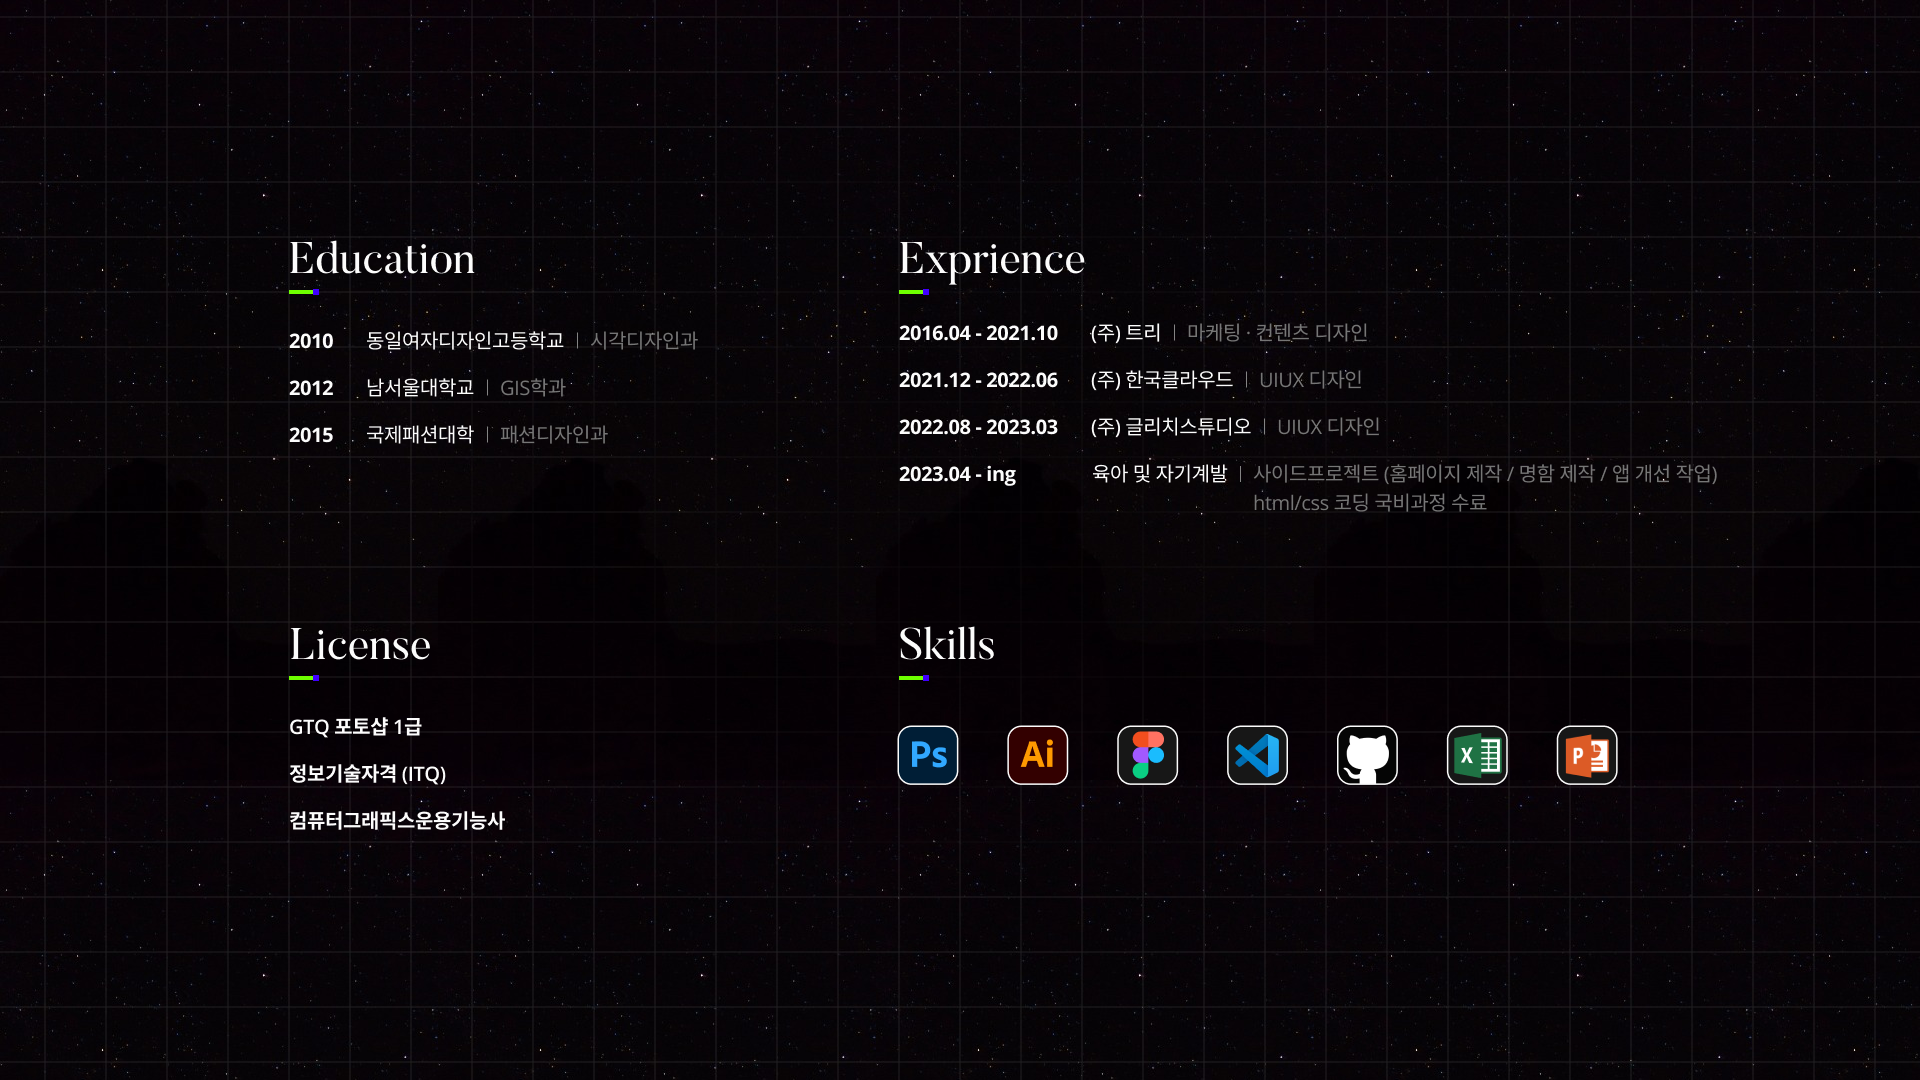 Education
2010 동일여자디자인고등학교 | 시각디자인과
2012 남서울대학교 | GIS학과
2015 국제패션대학 | 패션디자인과
Exprience
2016.04 - 2021.10 (주) 트리 | 마케팅 · 컨텐츠 디자인
2021.12 - 2022.06 (주) 한국클라우드 | UIUX 디자인
2022.08 - 2023.03 (주) 글리치스튜디오 | UIUX 디자인
2023.04 - ing 육아 및 자기계발 | 사이드프로젝트 (홈페이지 제작 / 명함 제작 / 앱 개선 작업)
html/css 코딩 국비과정 수료
License
GTQ 포토샵 1급
정보기술자격 (ITQ)
컴퓨터그래픽스운용기능사
Skills
Ps Ai X P